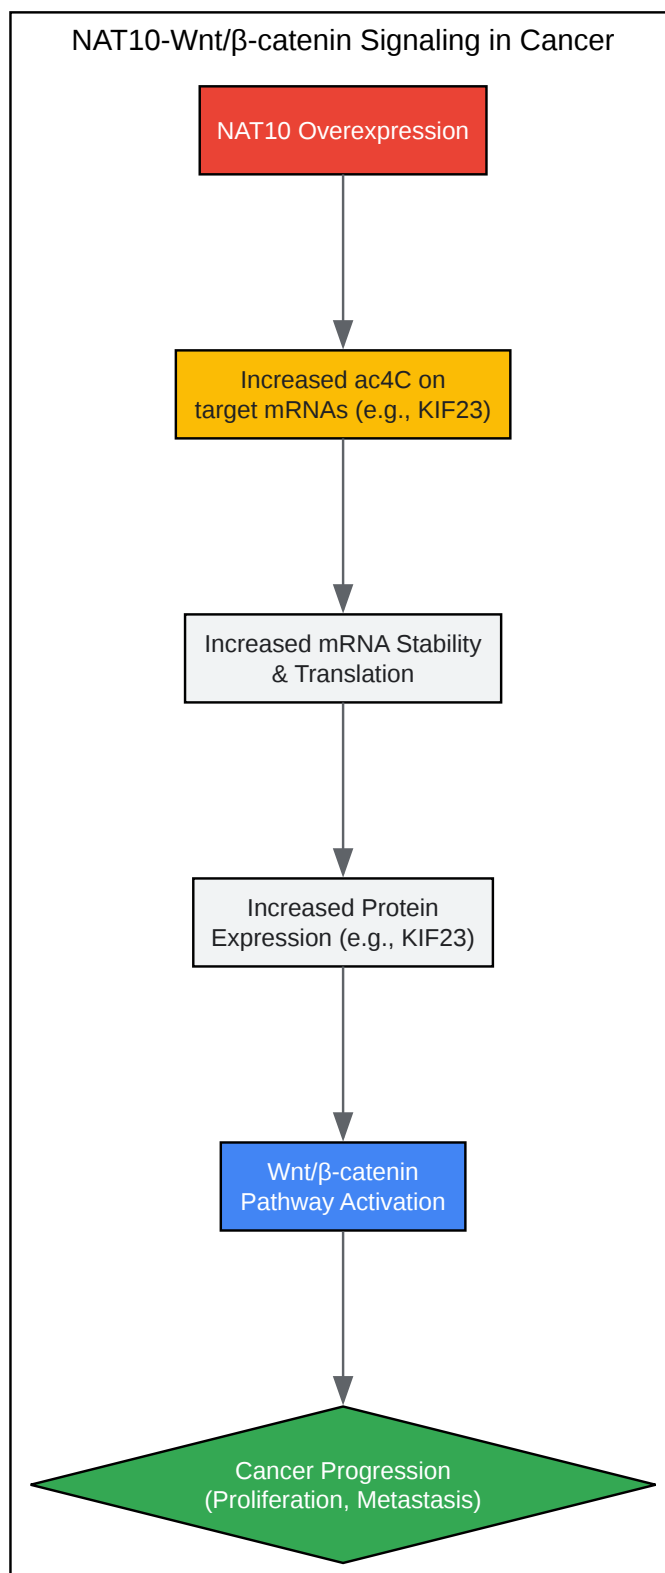 NAT10-Wnt/β-catenin Signaling in Cancer
NAT10 Overexpression
Increased ac4C on
target mRNAs (e.g., KIF23)
Increased mRNA Stability
& Translation
Increased Protein
Expression (e.g., KIF23)
Wnt/β-catenin
Pathway Activation
Cancer Progression
(Proliferation, Metastasis)